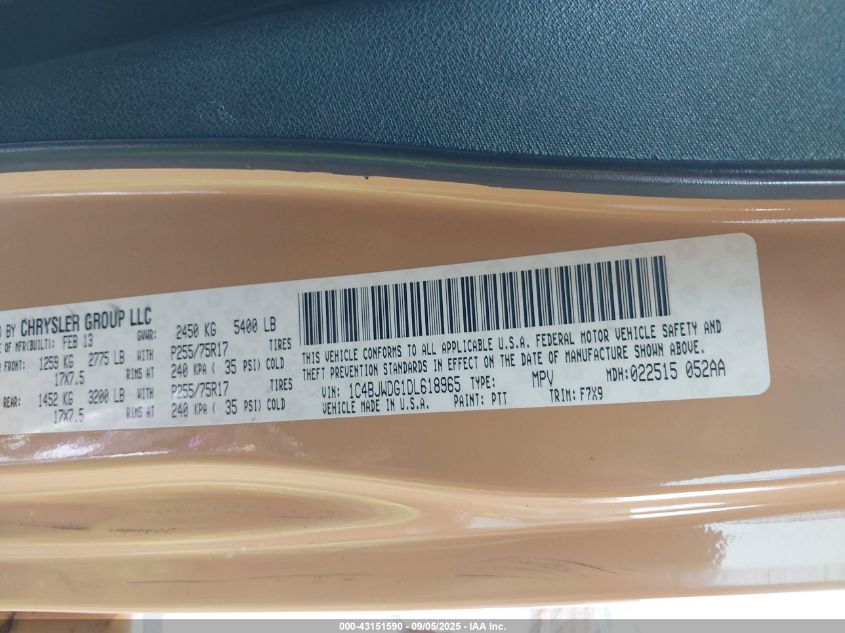 D BY CHRYSLER GROUP LLC
E OF MFR(BUILT): FEB 13 GVWR: 2450 KG 5400 LB
FRONT: 1259 KG 2775 LB WITH P255/75R17 TIRES
17X7.5 RIMS AT 240 KPA ( 35 PSI) COLD
REAR: 1452 KG 3200 LB WITH P255/75R17 TIRES
17X7.5 RIMS AT 240 KPA ( 35 PSI) COLD
THIS VEHICLE CONFORMS TO ALL APPLICABLE U.S.A. FEDERAL MOTOR VEHICLE SAFETY AND
THEFT PREVENTION STANDARDS IN EFFECT ON THE DATE OF MANUFACTURE SHOWN ABOVE.
VIN: 1C4BJWDG1DL618965 TYPE: MPV MDH:022515 052AA
VEHICLE MADE IN U.S.A. PAINT: PTT TRIM: F7X9
000-43151590 - 09/05/2025 - IAA Inc.